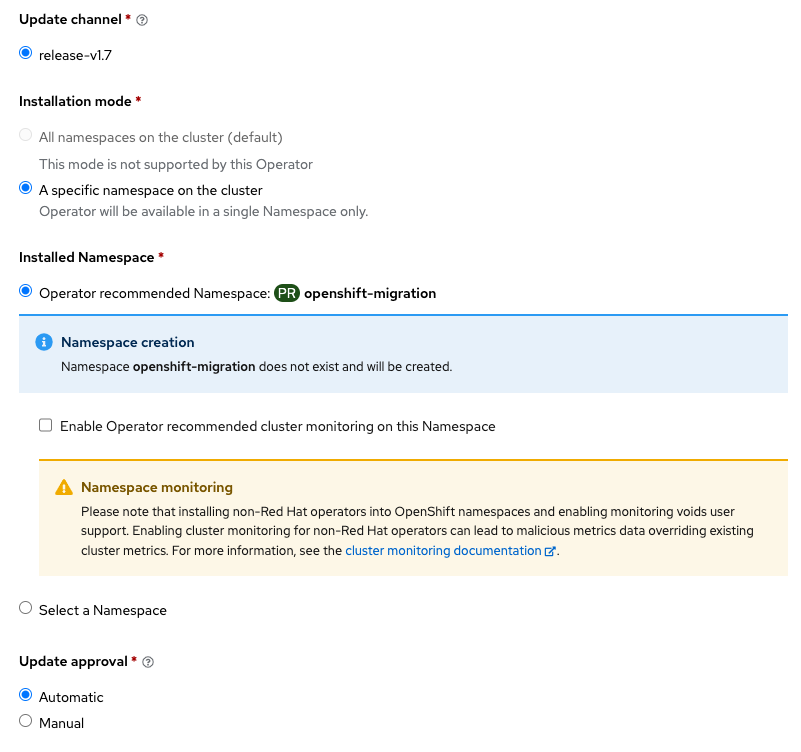 Update channel *
release-v1.7
Installation mode *
All namespaces on the cluster (default)
This mode is not supported by this Operator
A specific namespace on the cluster
Operator will be available in a single Namespace only.
Installed Namespace *
Operator recommended Namespace: PR openshift-migration
Namespace creation
Namespace openshift-migration does not exist and will be created.
Enable Operator recommended cluster monitoring on this Namespace
Namespace monitoring
Please note that installing non-Red Hat operators into OpenShift namespaces and enabling monitoring voids user
support. Enabling cluster monitoring for non-Red Hat operators can lead to malicious metrics data overriding existing
cluster metrics. For more information, see the cluster monitoring documentation.
Select a Namespace
Update approval *
Automatic
Manual